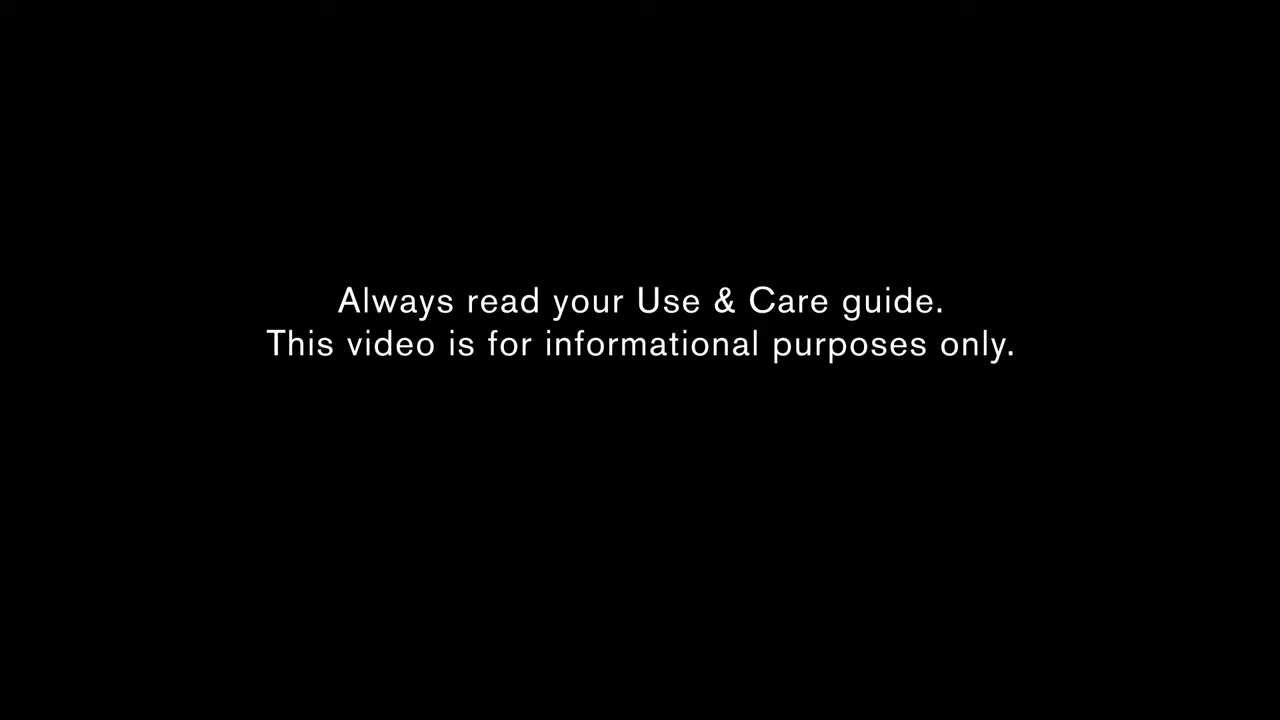 Always read your Use & Care guide.
This video is for informational purposes only.